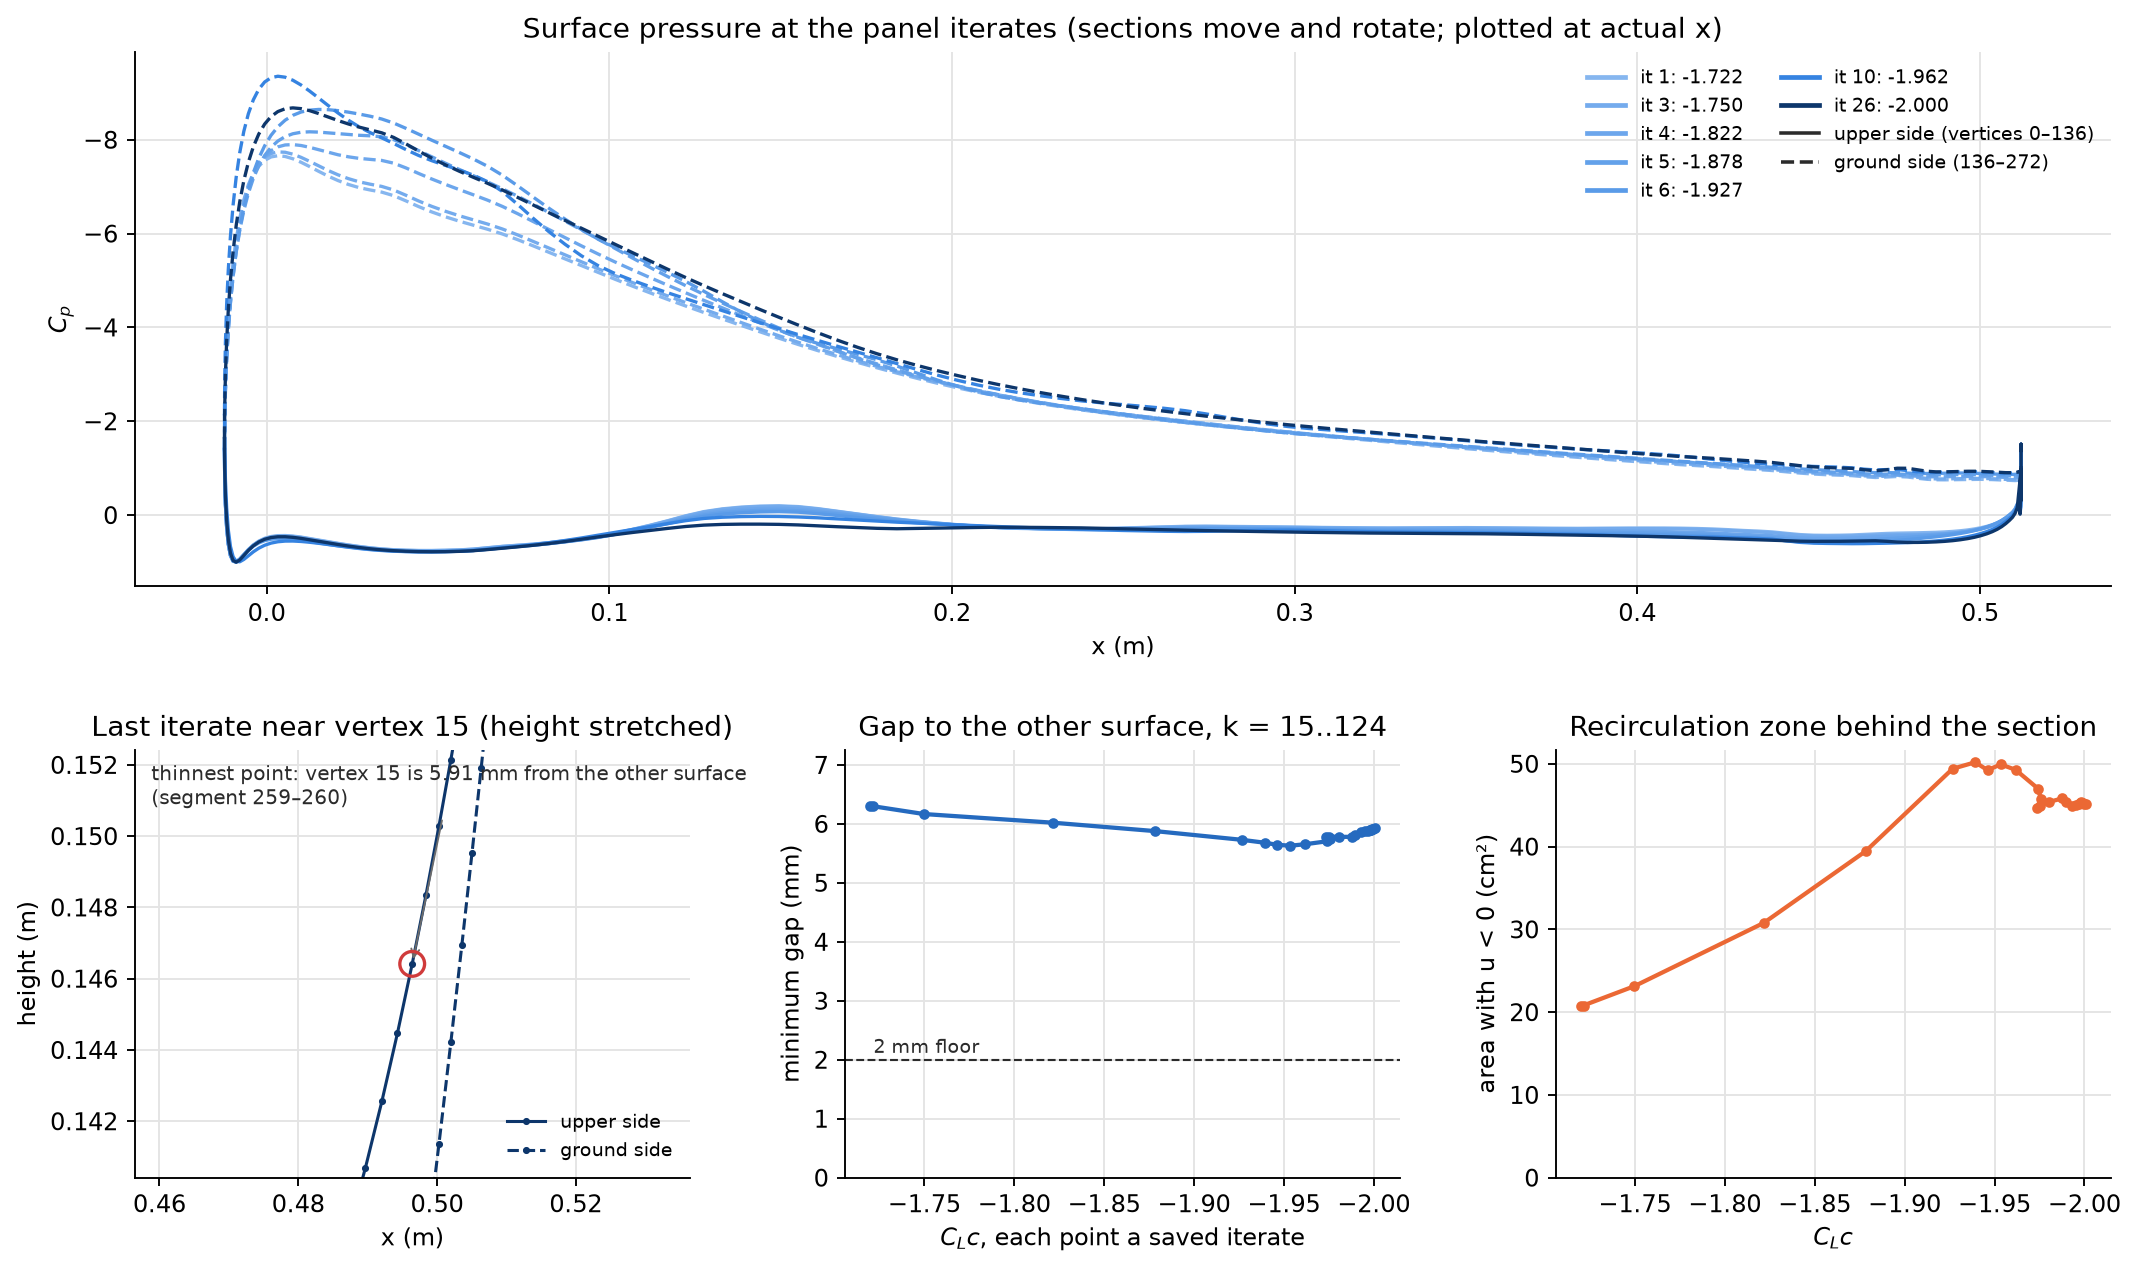 Surface pressure at the panel iterates (sections move and rotate; plotted at actual x)
it 1: -1.722
it 3: -1.750
it 4: -1.822
it 5: -1.878
it 6: -1.927
it 10: -1.962
it 26: -2.000
upper side (vertices 0–136)
ground side (136–272)
−8
−6
−4
−2
0
Cp
0.0
0.1
0.2
0.3
0.4
0.5
x (m)
Last iterate near vertex 15 (height stretched)
thinnest point: vertex 15 is 5.91 mm from the other surface
(segment 259–260)
0.152
0.150
0.148
0.146
0.144
0.142
height (m)
upper side
ground side
0.46
0.48
0.50
0.52
x (m)
Gap to the other surface, k = 15..124
7
6
5
4
3
2
1
0
minimum gap (mm)
2 mm floor
−1.75
−1.80
−1.85
−1.90
−1.95
−2.00
CLc, each point a saved iterate
Recirculation zone behind the section
50
40
30
20
10
0
area with u < 0 (cm²)
−1.75
−1.80
−1.85
−1.90
−1.95
−2.00
CLc